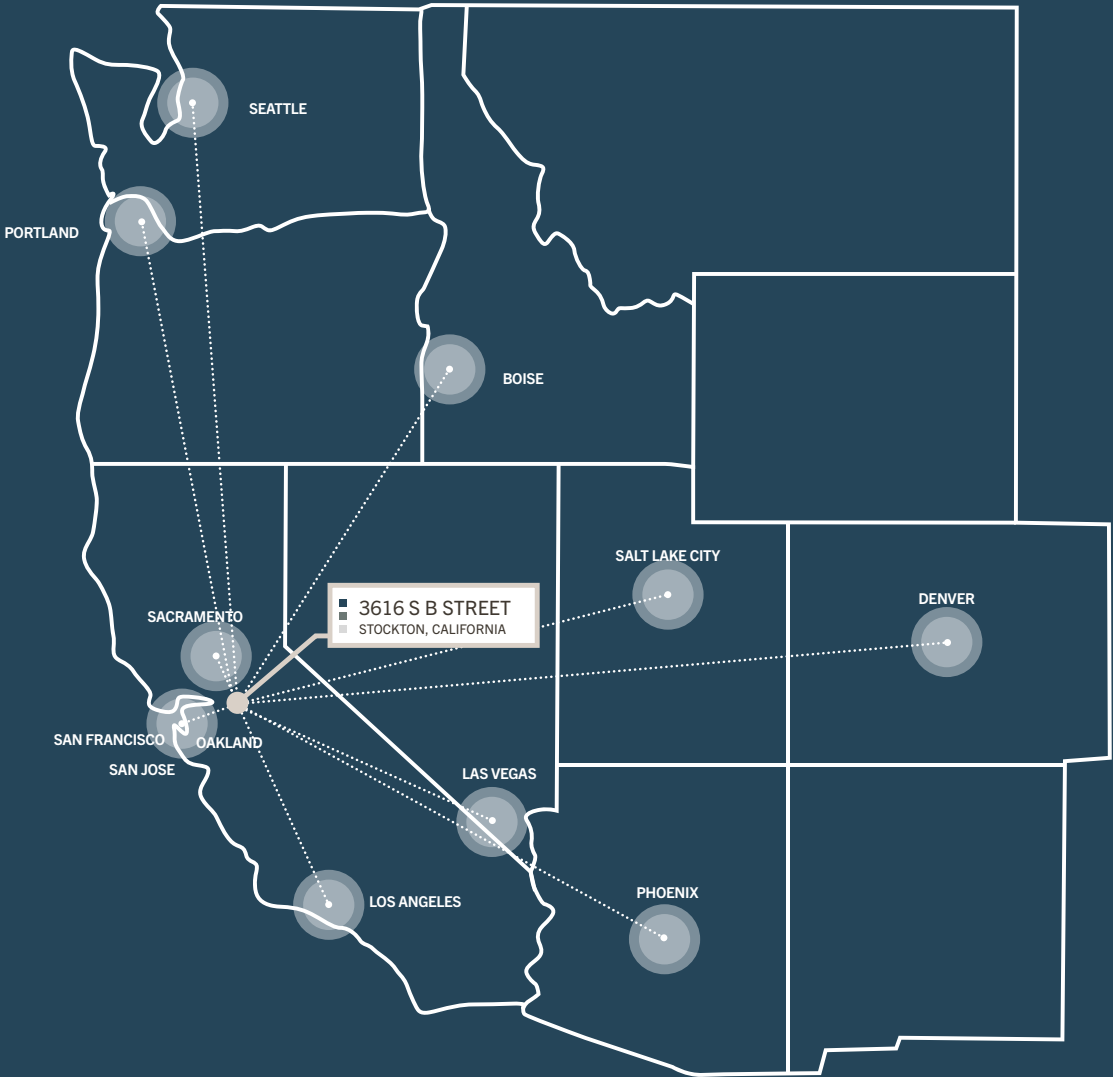 SEATTLE
PORTLAND
BOISE
SALT LAKE CITY
DENVER
3616 S B STREET
STOCKTON, CALIFORNIA
SACRAMENTO
SAN FRANCISCO
OAKLAND
SAN JOSE
LAS VEGAS
PHOENIX
LOS ANGELES